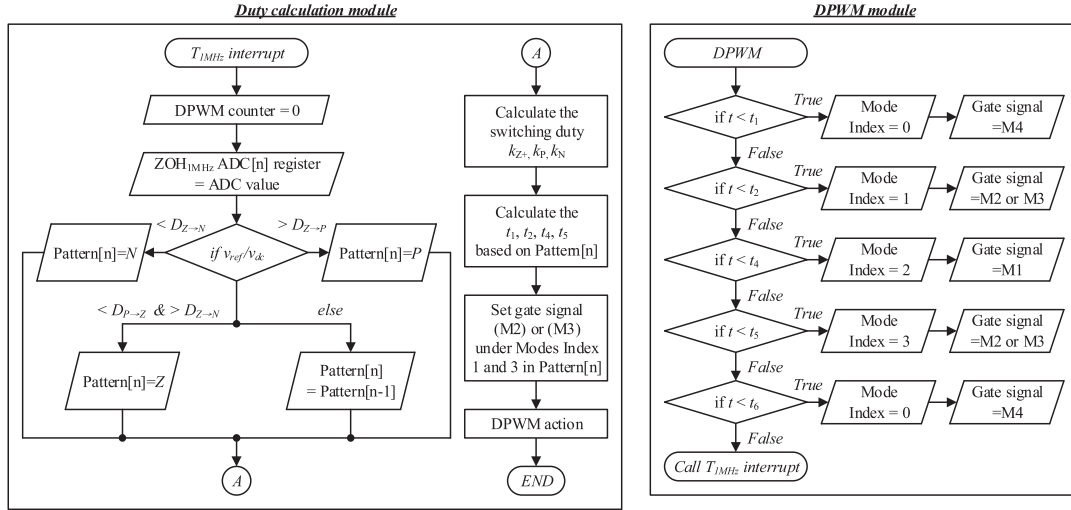 Duty calculation module
T1MHz interrupt
DPWM counter = 0
ZOH1MHz ADC[n] register
= ADC value
< DZ→N
> DZ→P
Pattern[n]=N
if vref/vdc
Pattern[n]=P
< DP→Z & > DZ→N
else
Pattern[n]=Z
Pattern[n]
= Pattern[n-1]
A
A
Calculate the
switching duty
kZ+, kP, kN
Calculate the
t1, t2, t4, t5
based on Pattern[n]
Set gate signal
(M2) or (M3)
under Modes Index
1 and 3 in Pattern[n]
DPWM action
END
DPWM module
DPWM
if t < t1
True
Mode
Index = 0
Gate signal
=M4
False
if t < t2
True
Mode
Index = 1
Gate signal
=M2 or M3
False
if t < t4
True
Mode
Index = 2
Gate signal
=M1
False
if t < t5
True
Mode
Index = 3
Gate signal
=M2 or M3
False
if t < t6
True
Mode
Index = 0
Gate signal
=M4
False
Call T1MHz interrupt